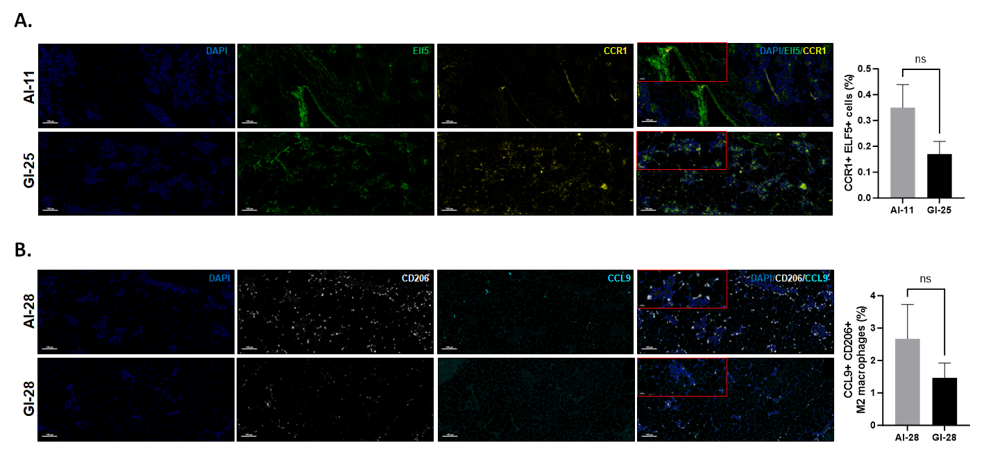 A.
AI-11
DAPI
Elf5
CCR1
DAPI/Elf5/CCR1
GI-25
CCR1+ ELF5+ cells (%)
ns
0.5
0.4
0.3
0.2
0.1
0.0
AI-11 GI-25
B.
AI-28
DAPI
CD206
CCL9
DAPI/CD206/CCL9
GI-28
CCL9+ CD206+
M2 macrophages (%)
ns
4
3
2
1
0
AI-28 GI-28